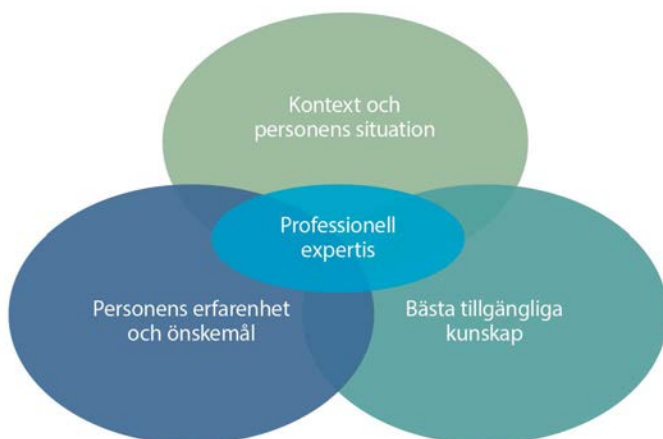 Kontext och
personens situation
Professionell
expertis
Personens erfarenhet
och önskemål
Bästa tillgängliga
kunskap